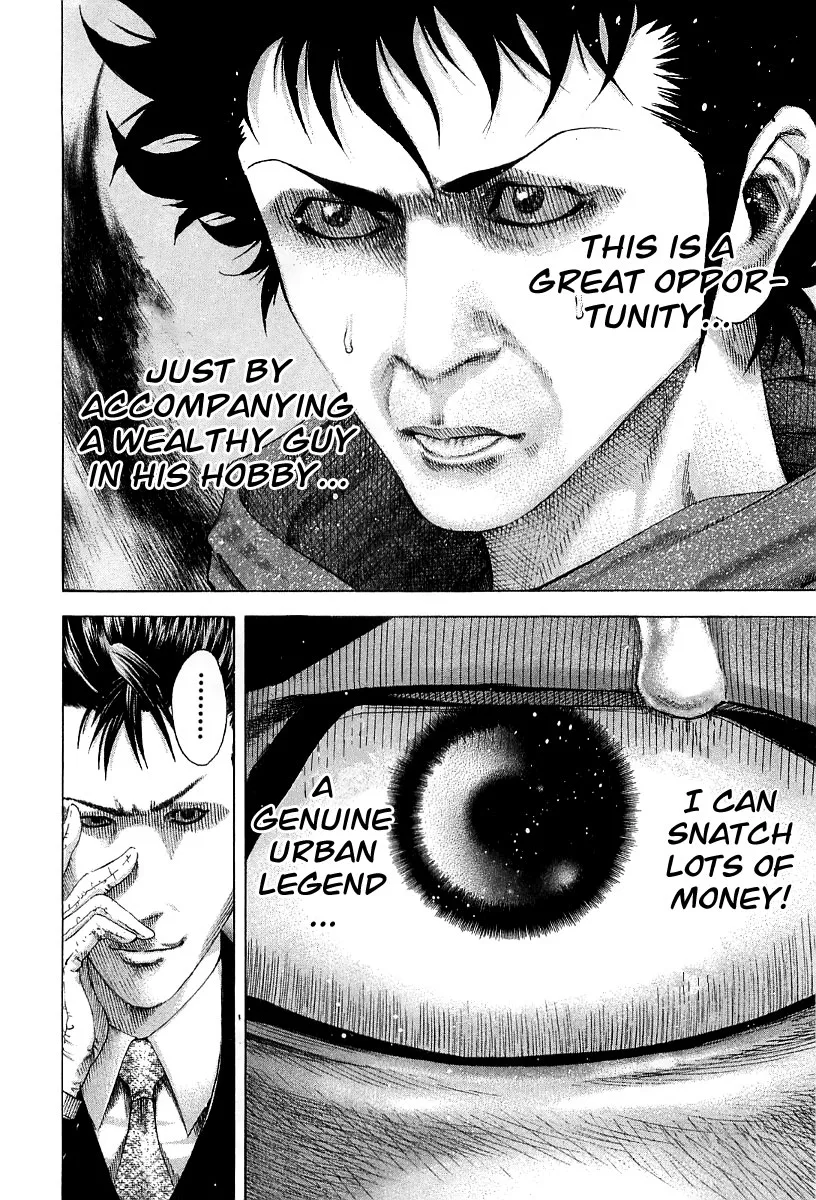 THIS IS A
GREAT OPPOR-
TUNITY...
JUST BY
ACCOMPANYING
A WEALTHY GUY
IN HIS HOBBY...
I CAN
SNATCH
LOTS OF
MONEY!
A
GENUINE
URBAN
LEGEND
...
........